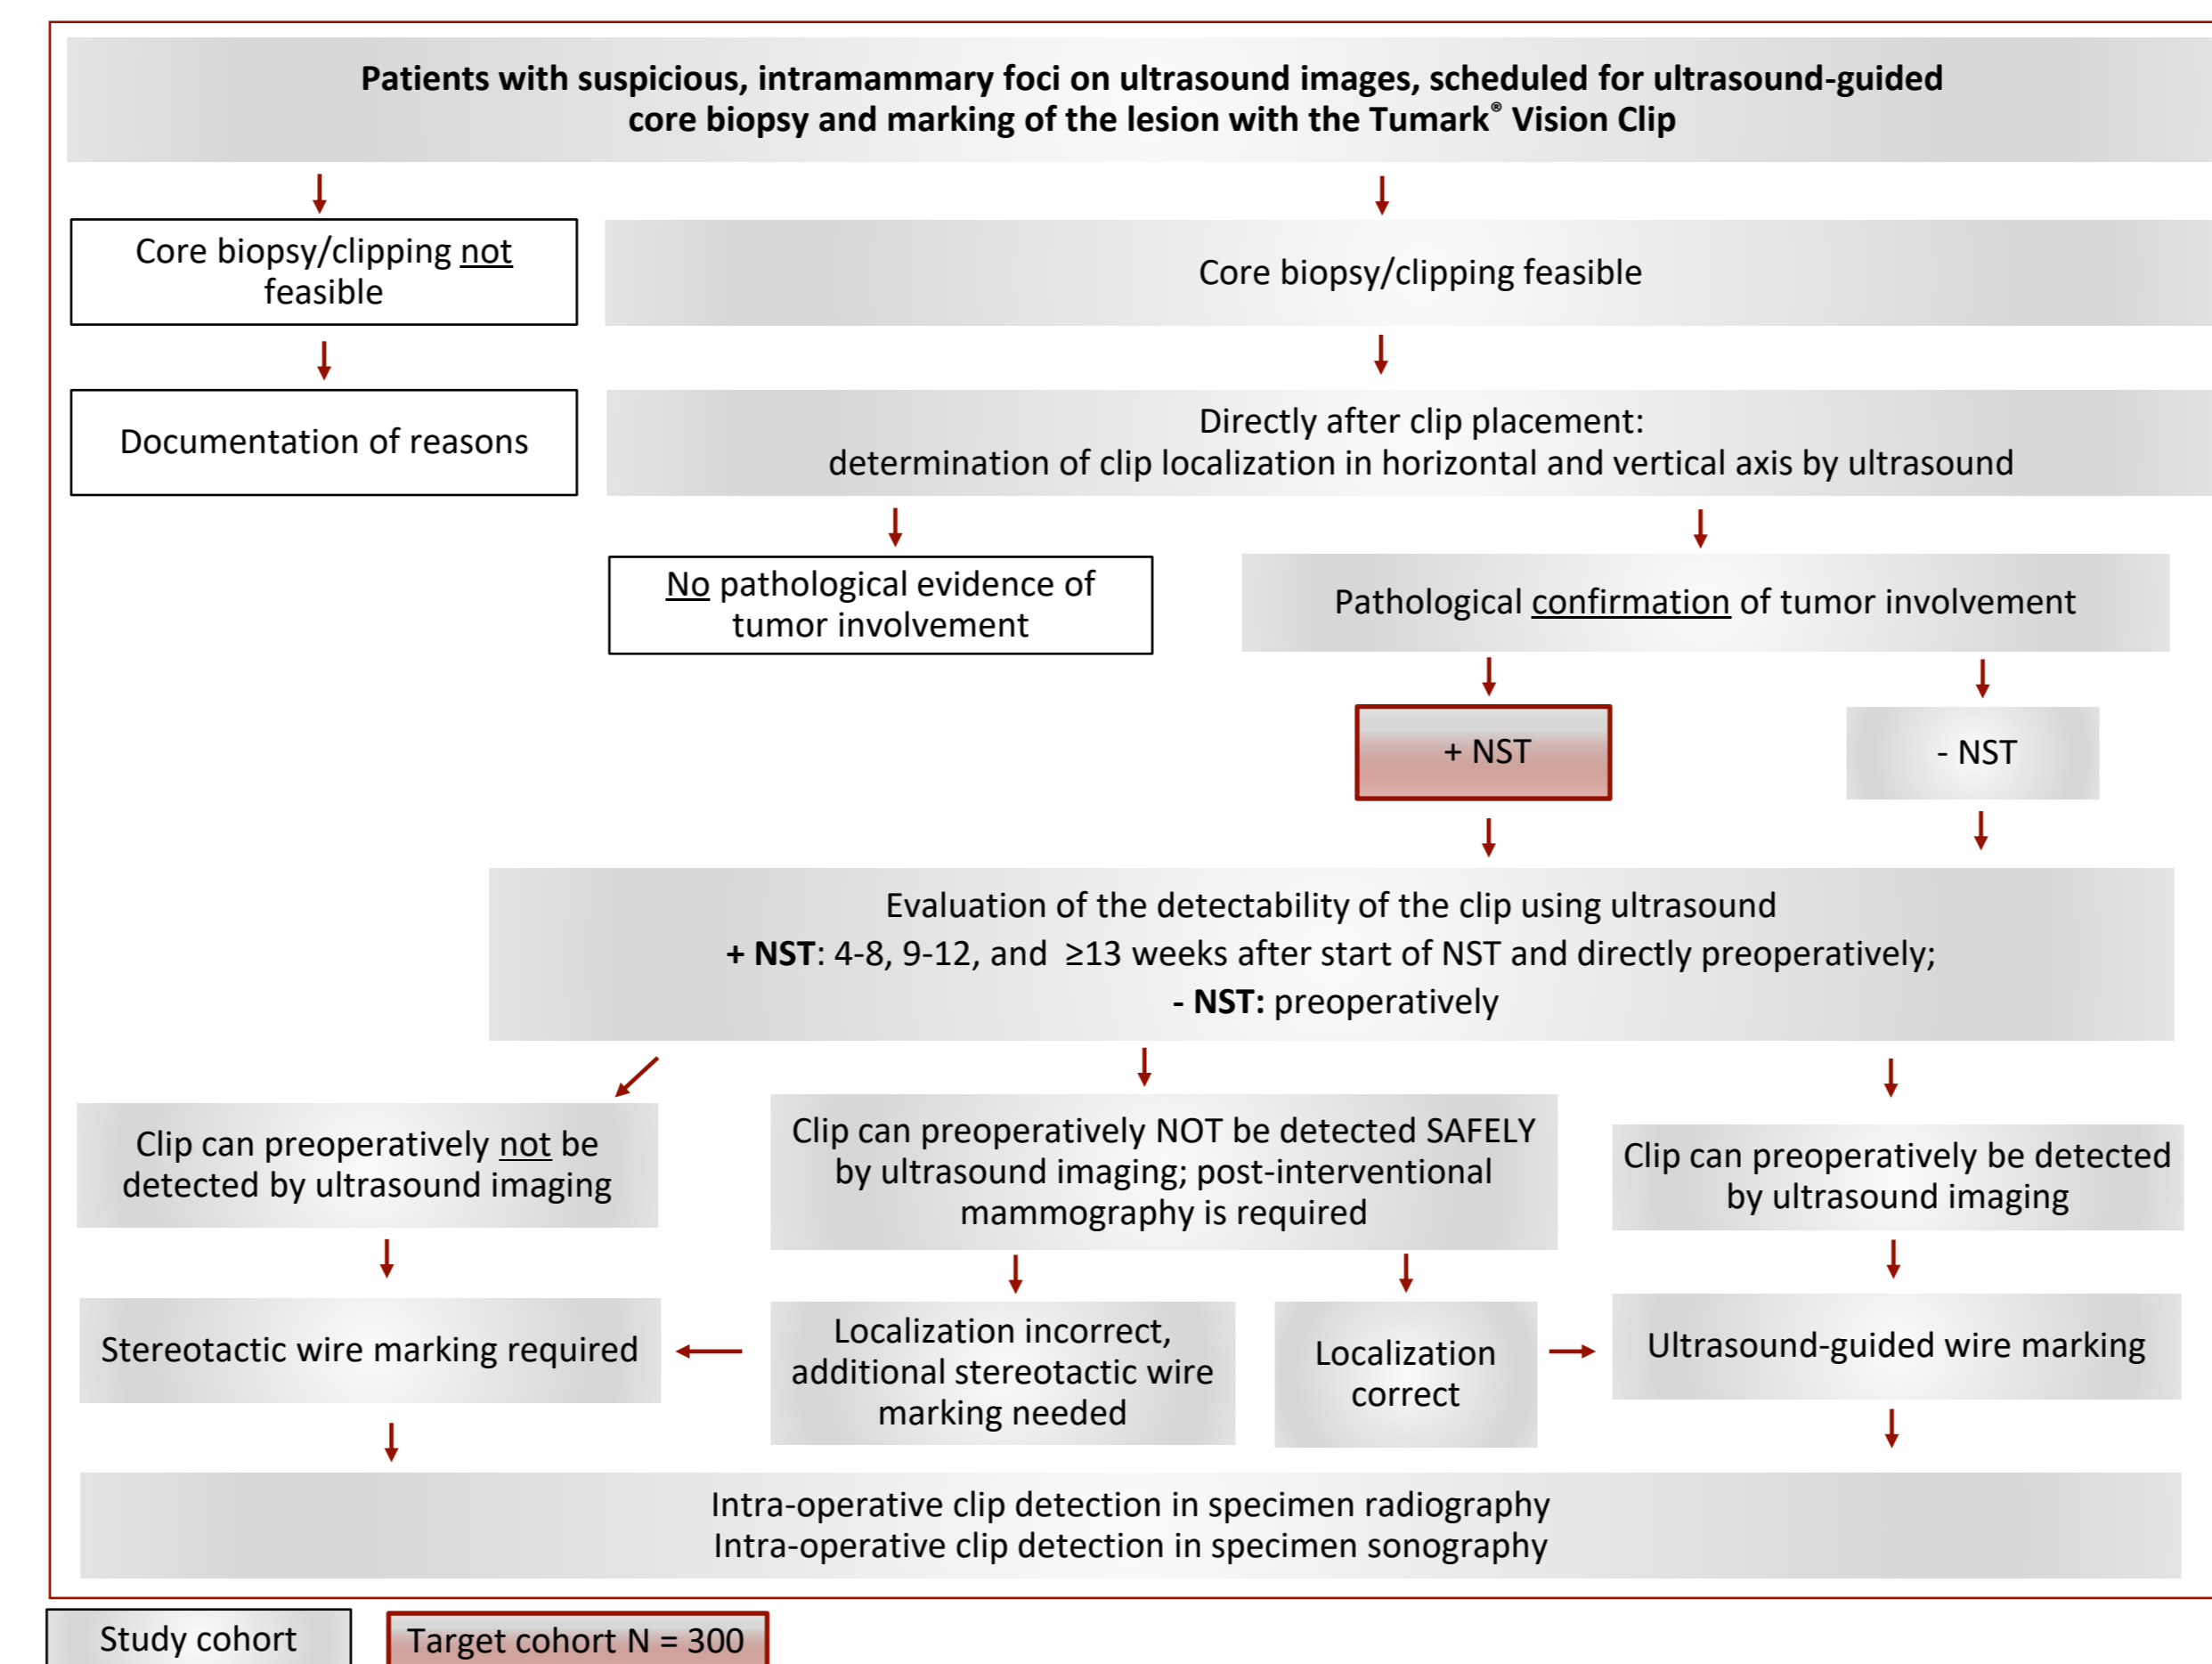 Patients with suspicious, intramammary foci on ultrasound images, scheduled for ultrasound-guided
core biopsy and marking of the lesion with the Tumark® Vision Clip
Core biopsy/clipping not
feasible
Core biopsy/clipping feasible
Documentation of reasons
Directly after clip placement:
determination of clip localization in horizontal and vertical axis by ultrasound
No pathological evidence of
tumor involvement
Pathological confirmation of tumor involvement
+ NST
- NST
Evaluation of the detectability of the clip using ultrasound
+ NST: 4-8, 9-12, and ≥13 weeks after start of NST and directly preoperatively;
- NST: preoperatively
Clip can preoperatively not be
detected by ultrasound imaging
Clip can preoperatively NOT be detected SAFELY
by ultrasound imaging; post-interventional
mammography is required
Clip can preoperatively be detected
by ultrasound imaging
Stereotactic wire marking required
Localization incorrect,
additional stereotactic wire
marking needed
Localization
correct
Ultrasound-guided wire marking
Intra-operative clip detection in specimen radiography
Intra-operative clip detection in specimen sonography
Study cohort
Target cohort N = 300